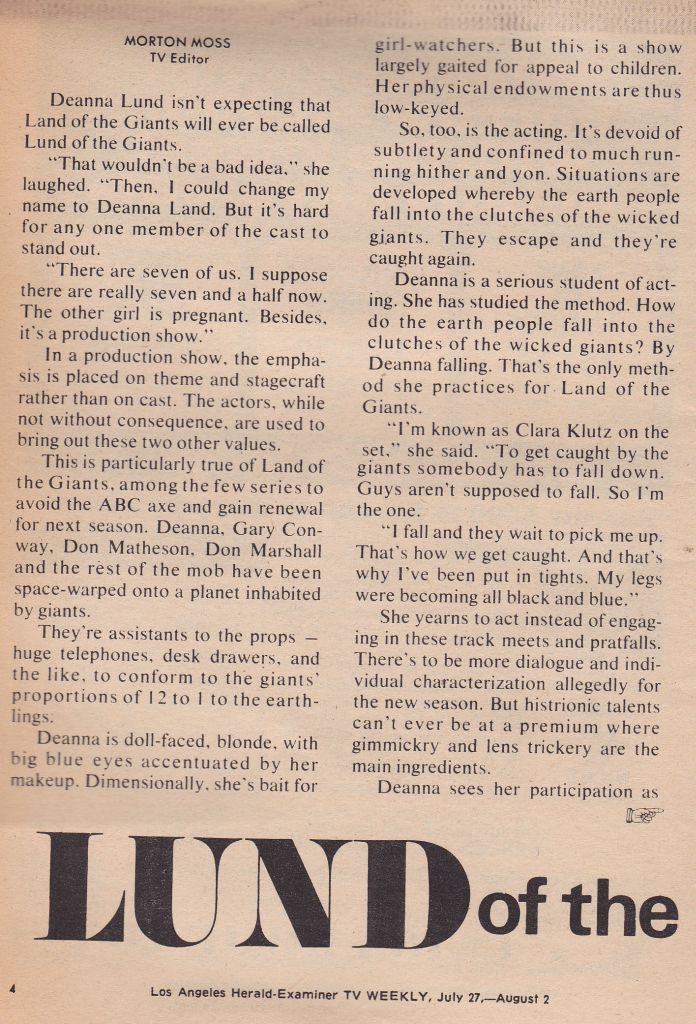 MORTON MOSS
TV Editor
Deanna Lund isn't expecting that
Land of the Giants will ever be called
Lund of the Giants.
"That wouldn't be a bad idea," she
laughed. "Then, I could change my
name to Deanna Land. But it's hard
for any one member of the cast to
stand out.
"There are seven of us. I suppose
there are really seven and a half now.
The other girl is pregnant. Besides,
it's a production show."
In a production show, the empha-
sis is placed on theme and stagecraft
rather than on cast. The actors, while
not without consequence, are used to
bring out these two other values.
This is particularly true of Land of
the Giants, among the few series to
avoid the ABC axe and gain renewal
for next season. Deanna, Gary Con-
way, Don Matheson, Don Marshall
and the rest of the mob have been
space-warped onto a planet inhabited
by giants.
They're assistants to the props —
huge telephones, desk drawers, and
the like, to conform to the giants'
proportions of 12 to 1 to the earth-
lings.
Deanna is doll-faced, blonde, with
big blue eyes accentuated by her
makeup. Dimensionally, she's bait for
girl-watchers. But this is a show
largely gaited for appeal to children.
Her physical endowments are thus
low-keyed.
So, too, is the acting. It's devoid of
subtlety and confined to much run-
ning hither and yon. Situations are
developed whereby the earth people
fall into the clutches of the wicked
giants. They escape and they're
caught again.
Deanna is a serious student of act-
ing. She has studied the method. How
do the earth people fall into the
clutches of the wicked giants? By
Deanna falling. That's the only meth-
od she practices for Land of the
Giants.
"I'm known as Clara Klutz on the
set," she said. "To get caught by the
giants somebody has to fall down.
Guys aren't supposed to fall. So I'm
the one.
"I fall and they wait to pick me up.
That's how we get caught. And that's
why I've been put in tights. My legs
were becoming all black and blue."
She yearns to act instead of engag-
ing in these track meets and pratfalls.
There's to be more dialogue and indi-
vidual characterization allegedly for
the new season. But histrionic talents
can't ever be at a premium where
gimmickry and lens trickery are the
main ingredients.
Deanna sees her participation as
LUND of the
4
Los Angeles Herald-Examiner TV WEEKLY, July 27,—August 2